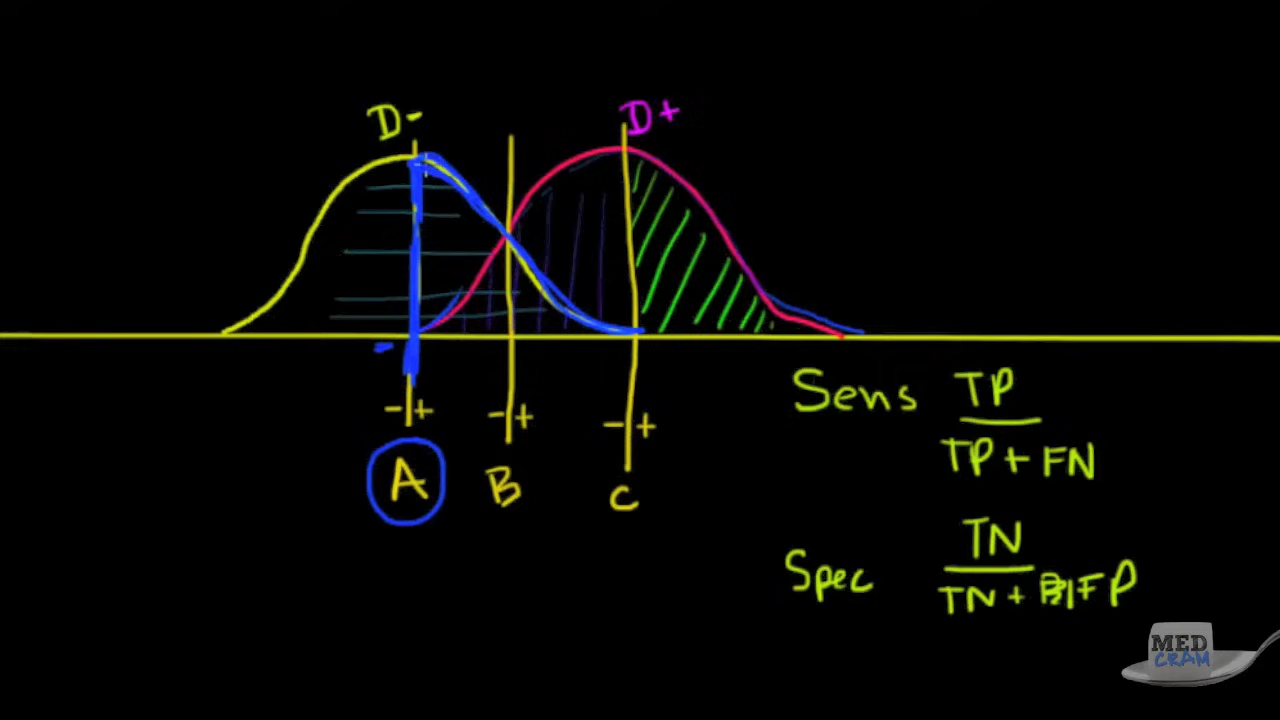 D-
D+
-
-+
-+
-+
A
B
C
Sens TP
TP + FN
Spec TN
TN + FP
MED
CRAM